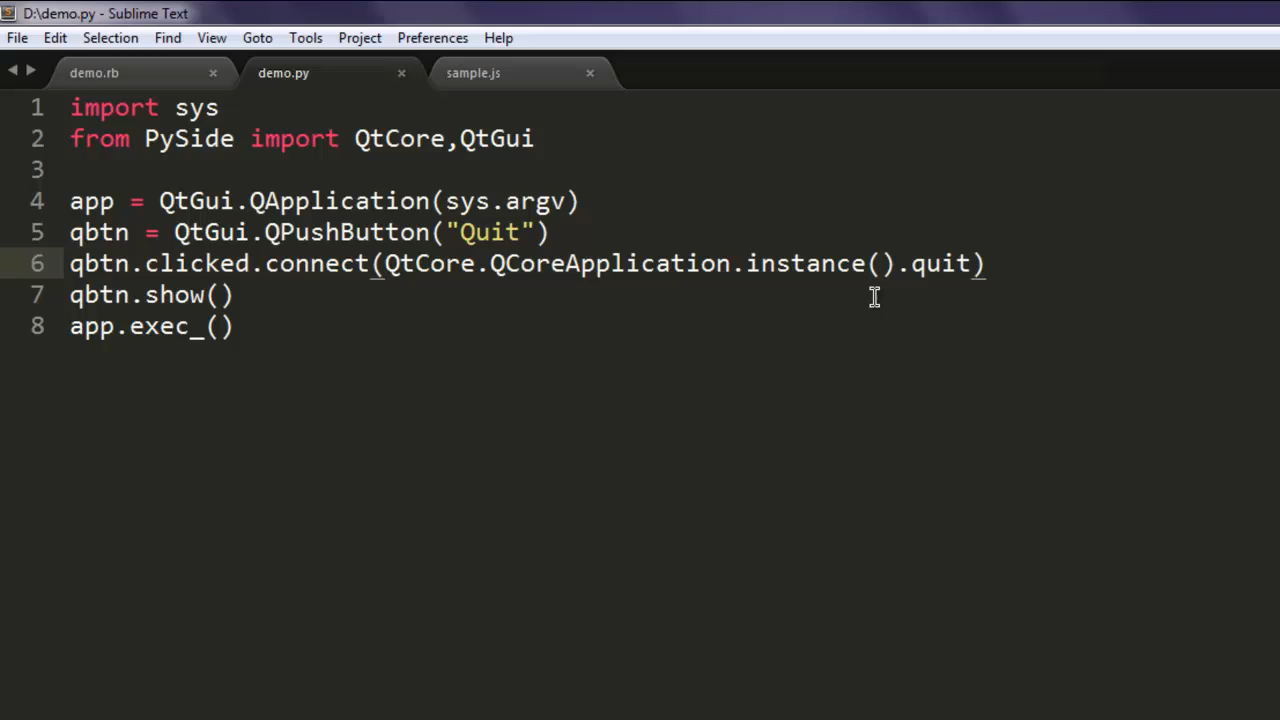 D:\demo.py - Sublime Text
File Edit Selection Find View Goto Tools Project Preferences Help
demo.rb × demo.py × sample.js ×
1 import sys
2 from PySide import QtCore,QtGui
3
4 app = QtGui.QApplication(sys.argv)
5 qbtn = QtGui.QPushButton("Quit")
6 qbtn.clicked.connect(QtCore.QCoreApplication.instance().quit)
7 qbtn.show()
8 app.exec_()